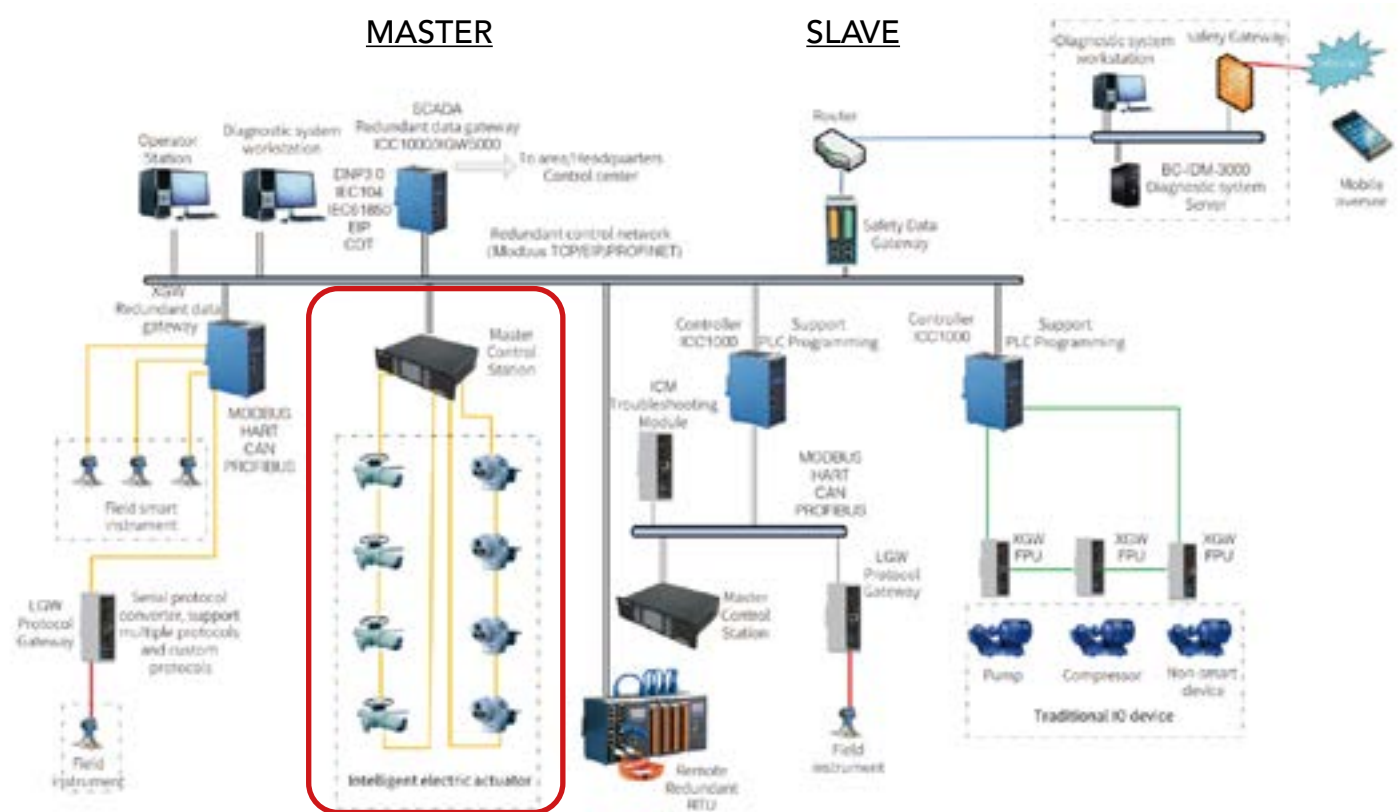 MASTER
SLAVE
Diagnostic system
workstation
Safety Gateway
SCADA
Redundant data gateway
Router
Operator
Station
Diagnostic system
workstation
To area/Headquarters
Control center
DNP3.0
IEC104
IEC61850
EIP
CDT
BC-IDM-3000
Diagnostic system
Server
Mobile
Safety Data
Gateway
Redundant control network
(Modbus TCP/EIP/PROFINET)
XGW
Redundant data
gateway
Master
Control
Station
Controller
ICC1000
Support
PLC Programming
Controller
ICC1000
Support
PLC Programming
ICM
Troubleshooting
Module
MODBUS
HART
CAN
PROFIBUS
MODBUS
HART
CAN
PROFIBUS
Field smart
instrument
XGW
FPU
XGW
FPU
XGW
FPU
LGW
Protocol
Gateway
Serial protocol
converter, support
multiple protocols
and custom
protocols
Master
Control
Station
LGW
Protocol
Gateway
Pump
Compressor
Non-smart
device
Traditional IO device
Field
instrument
Intelligent electric actuator
Remote
Redundant
RTU
Field
instrument